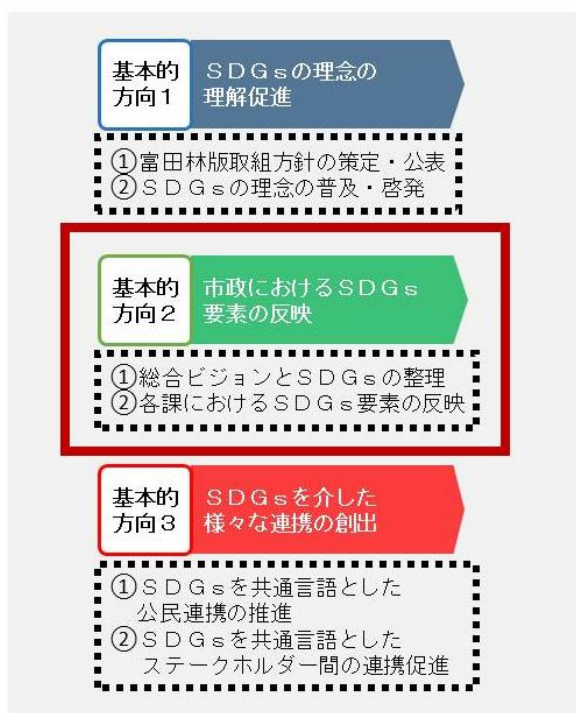 基本的
方向１
ＳＤＧｓの理念の
理解促進
①富田林版取組方針の策定・公表
②ＳＤＧｓの理念の普及・啓発
基本的
方向２
市政におけるＳＤＧｓ
要素の反映
①総合ビジョンとＳＤＧｓの整理
②各課におけるＳＤＧｓ要素の反映
基本的
方向３
ＳＤＧｓを介した
様々な連携の創出
①ＳＤＧｓを共通言語とした
公民連携の推進
②ＳＤＧｓを共通言語とした
ステークホルダー間の連携促進